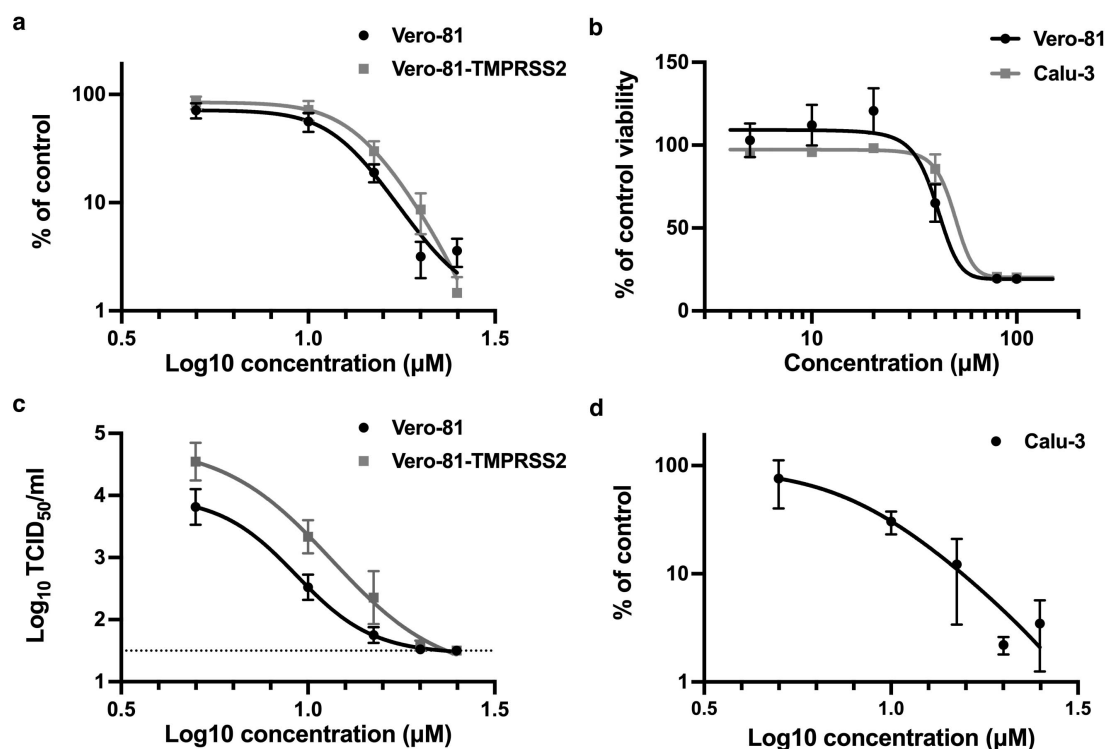 a
Vero-81
Vero-81-TMPRSS2
% of control
100
10
1
0.5
1.0
1.5
Log10 concentration (µM)
b
Vero-81
Calu-3
% of control viability
150
100
50
0
10
100
Concentration (µM)
c
Vero-81
Vero-81-TMPRSS2
Log₁₀ TCID₅₀/ml
5
4
3
2
1
0.5
1.0
1.5
Log10 concentration (µM)
d
Calu-3
% of control
100
10
1
0.5
1.0
1.5
Log10 concentration (µM)